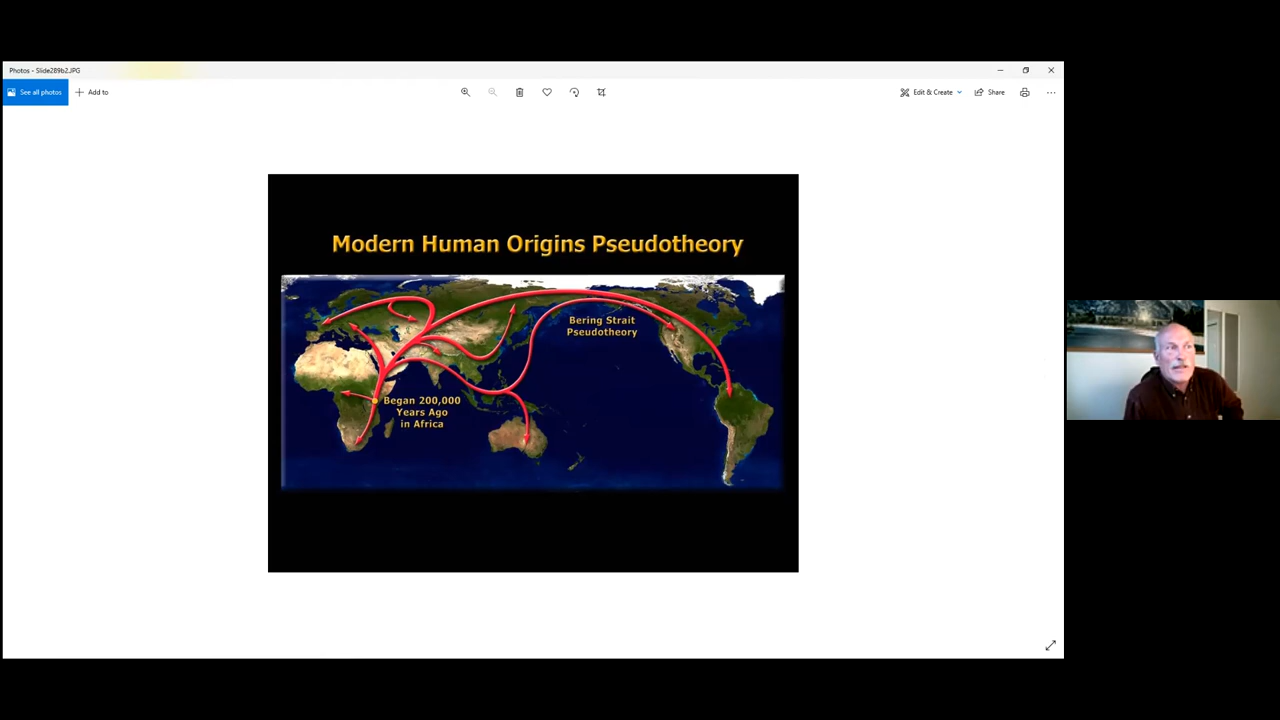 Photos - Slide289b2.JPG
See all photos
Add to
Edit & Create
Share
Modern Human Origins Pseudotheory
Bering Strait
Pseudotheory
Began 200,000
Years Ago
in Africa